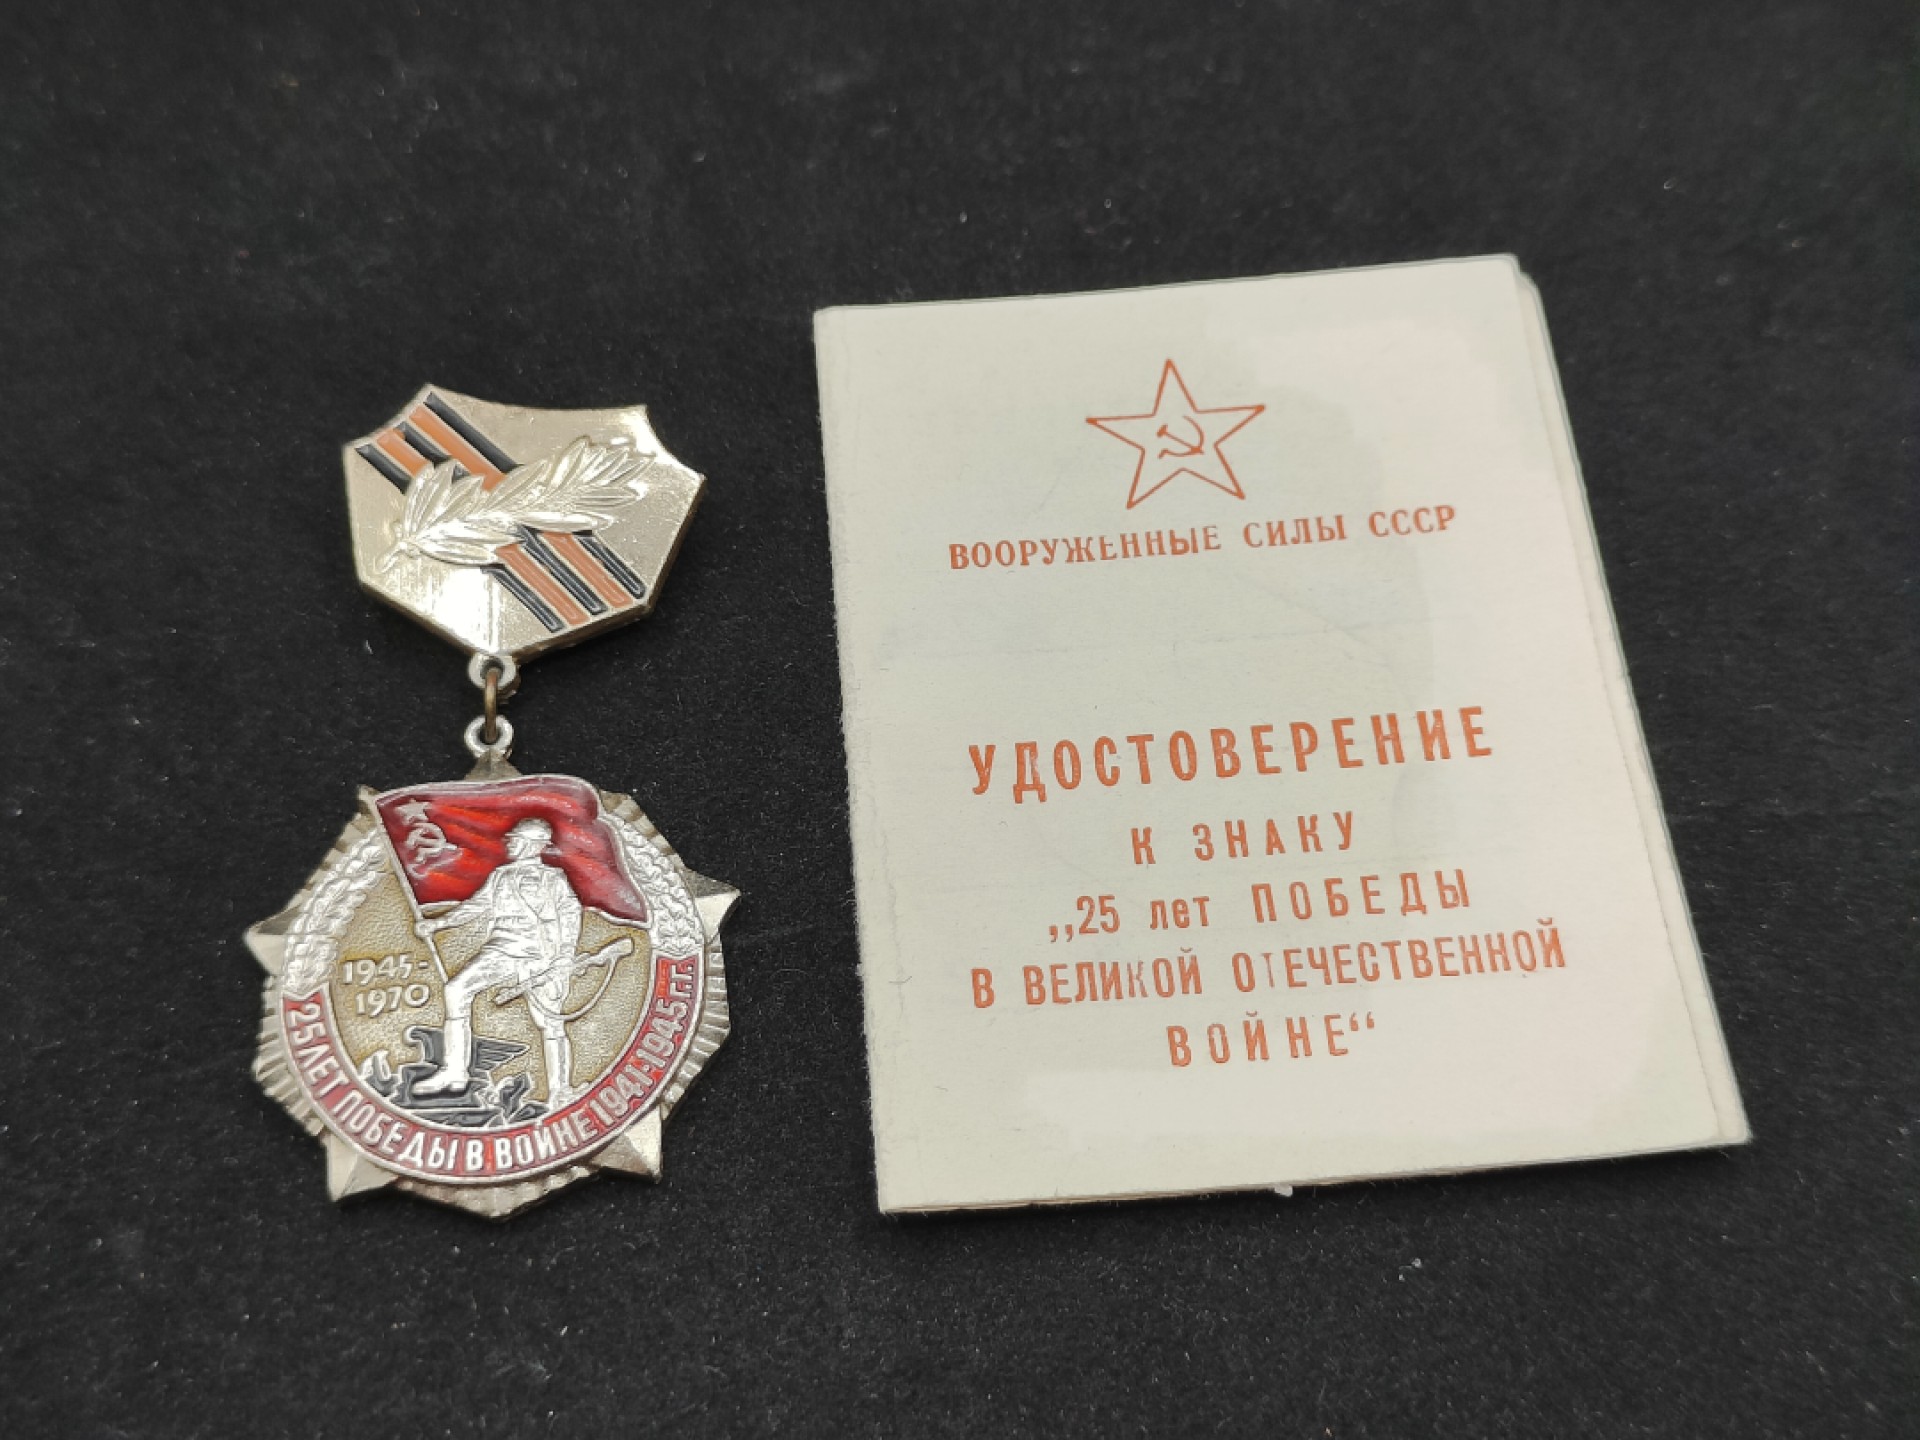 1945-
1970
25 ЛЕТ ПОБЕДЫ В ВОЙНЕ 1941-1945 г.г.
ВООРУЖЕННЫЕ СИЛЫ СССР
УДОСТОВЕРЕНИЕ
К ЗНАКУ
„25 лет ПОБЕДЫ
В ВЕЛИКОЙ ОТЕЧЕСТВЕННОЙ
ВОЙНЕ“